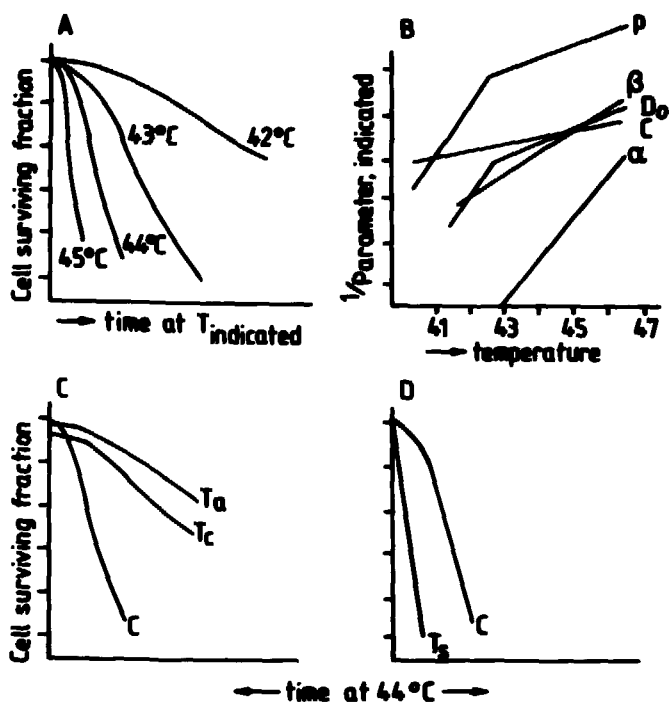 A
Cell surviving fraction
42°C
43°C
44°C
45°C
→ time at T indicated
B
1/Parameter, indicated
p
β
D₀
C
α
41 43 45 47
→ temperature
C
Cell surviving fraction
Ta
Tc
C
D
Ts
C
← time at 44°C →